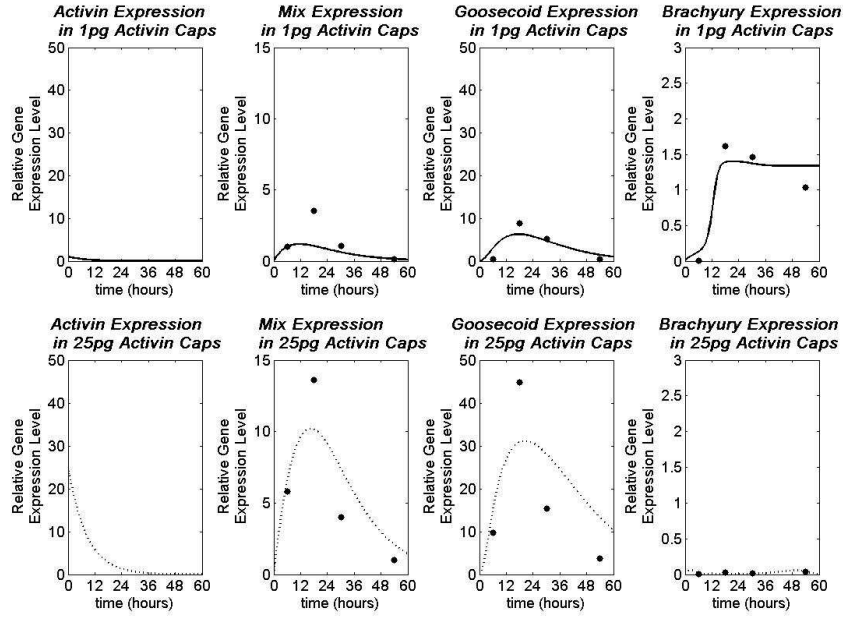 Activin Expression
in 1pg Activin Caps
50
40
30
20
10
0
0 12 24 36 48 60
time (hours)
Relative Gene
Expression Level
Mix Expression
in 1pg Activin Caps
15
10
5
0
0 12 24 36 48 60
time (hours)
Relative Gene
Expression Level
Goosecoid Expression
in 1pg Activin Caps
50
40
30
20
10
0
0 12 24 36 48 60
time (hours)
Relative Gene
Expression Level
Brachyury Expression
in 1pg Activin Caps
3
2.5
2
1.5
1
0.5
0
0 12 24 36 48 60
time (hours)
Relative Gene
Expression Level
Activin Expression
in 25pg Activin Caps
50
40
30
20
10
0
0 12 24 36 48 60
time (hours)
Relative Gene
Expression Level
Mix Expression
in 25pg Activin Caps
15
10
5
0
0 12 24 36 48 60
time (hours)
Relative Gene
Expression Level
Goosecoid Expression
in 25pg Activin Caps
50
40
30
20
10
0
0 12 24 36 48 60
time (hours)
Relative Gene
Expression Level
Brachyury Expression
in 25pg Activin Caps
3
2.5
2
1.5
1
0.5
0
0 12 24 36 48 60
time (hours)
Relative Gene
Expression Level